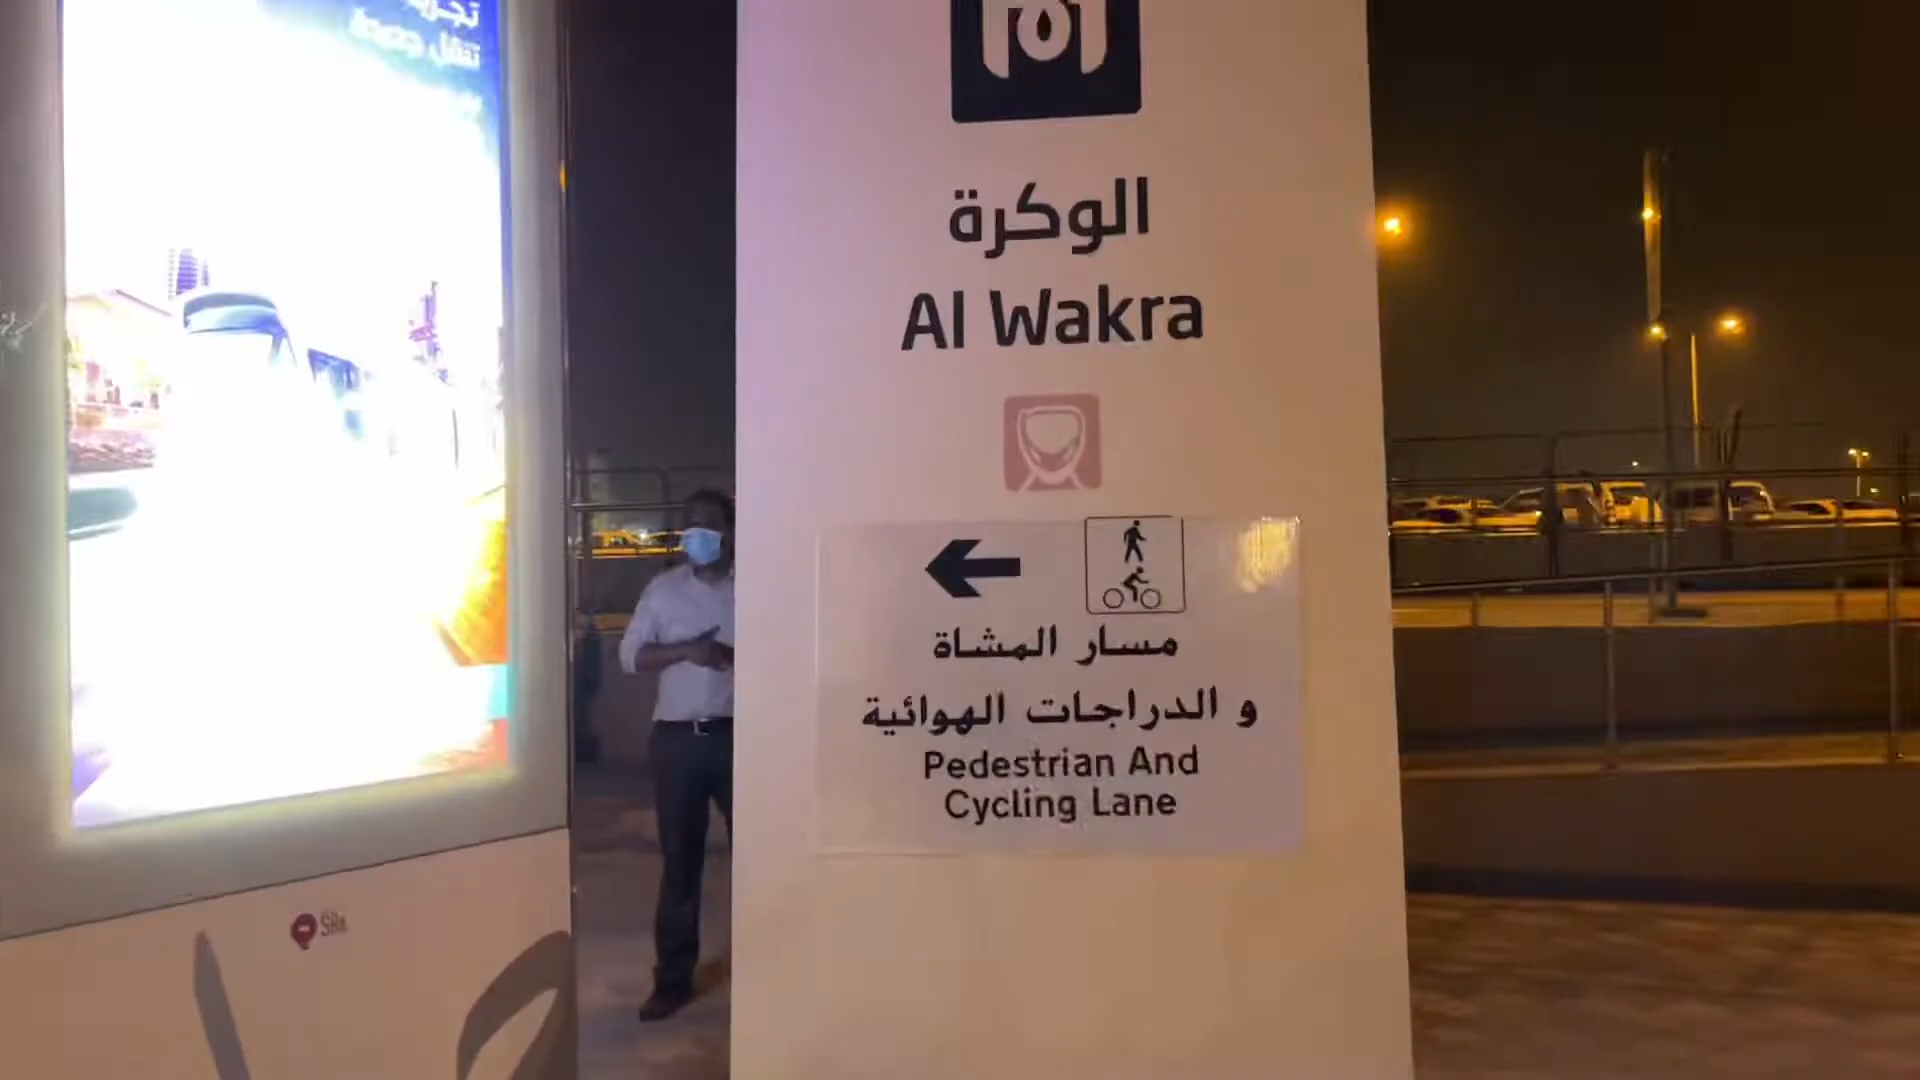 الوكرة
Al Wakra
مسار المشاة
و الدراجات الهوائية
Pedestrian And
Cycling Lane
Sila